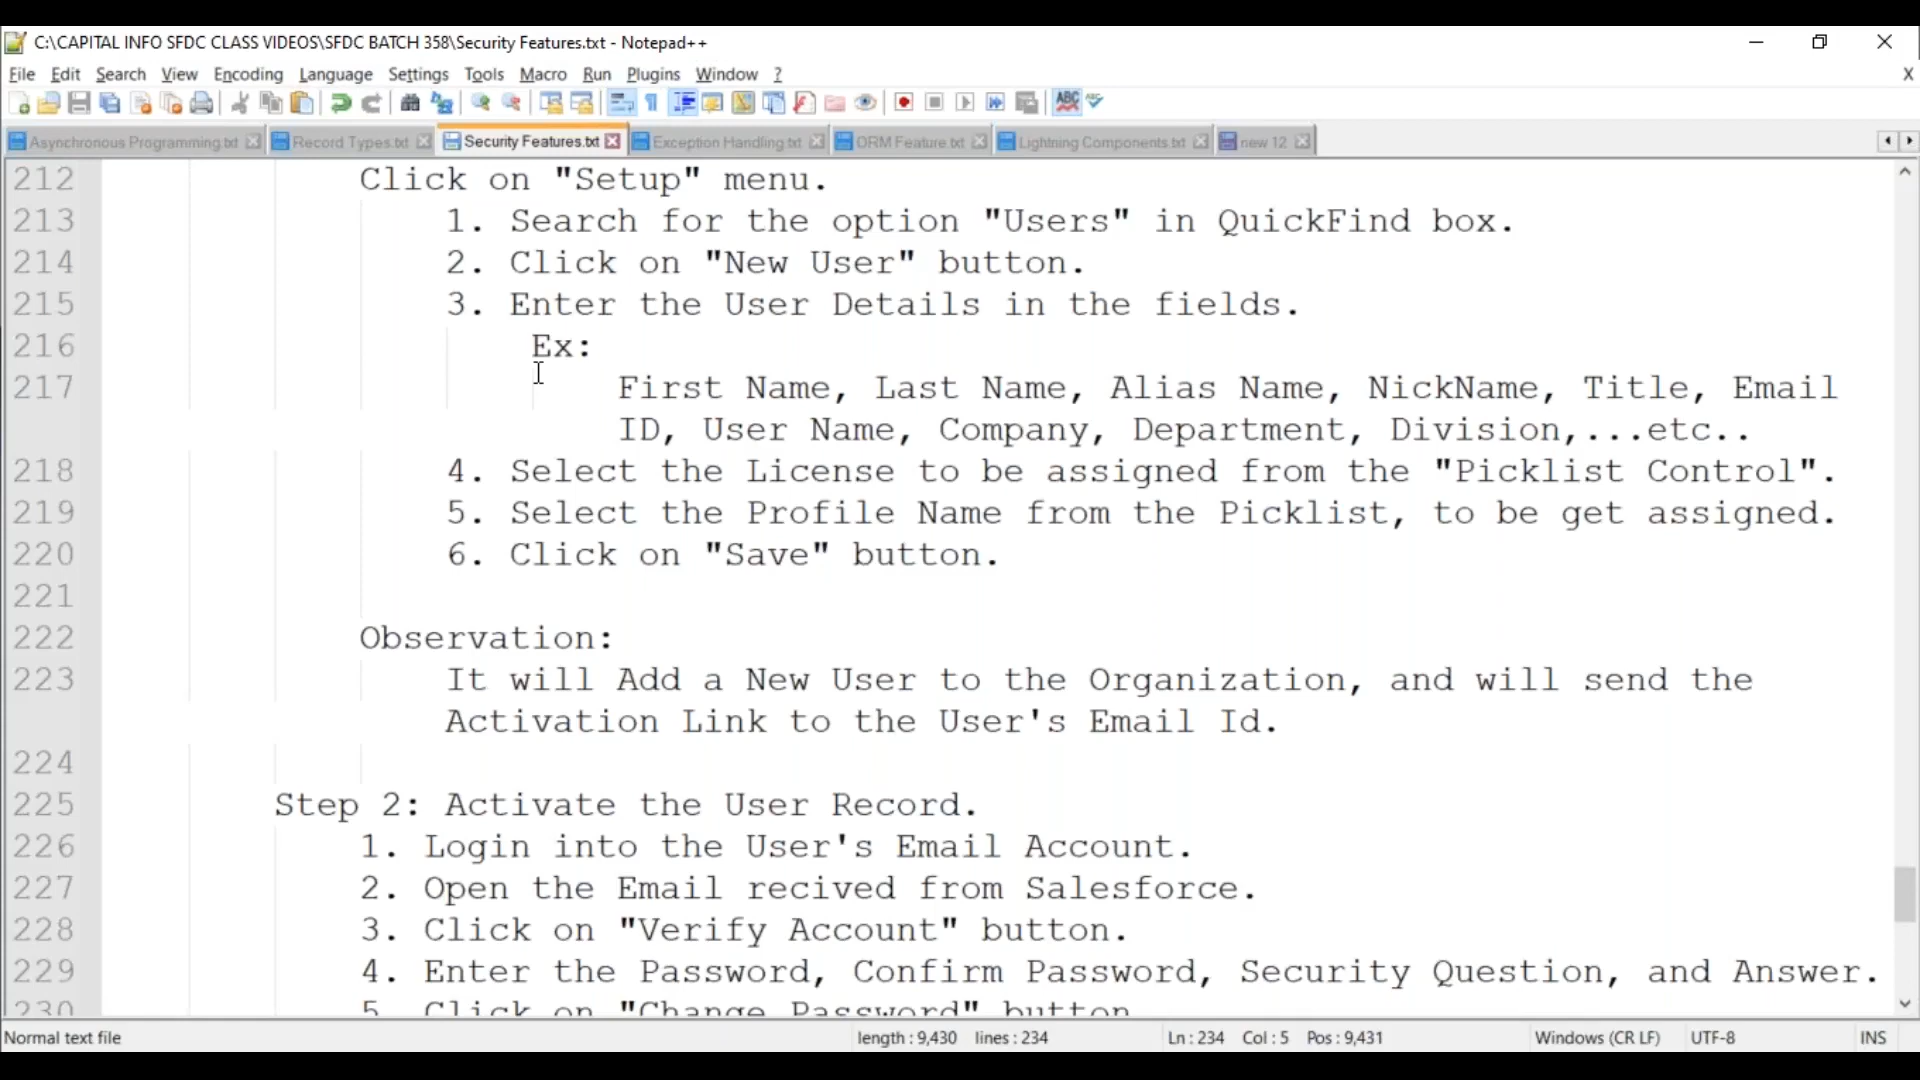 C:\CAPITAL INFO SFDC CLASS VIDEOS\SFDC BATCH 358\Security Features.txt - Notepad++
File Edit Search View Encoding Language Settings Tools Macro Run Plugins Window ? X
Asynchronous Programming.txt Record Types.txt Security Features.txt Exception Handling.txt ORM Feature.txt Lightning Components.txt new 12
212 Click on "Setup" menu.
213 1. Search for the option "Users" in QuickFind box.
214 2. Click on "New User" button.
215 3. Enter the User Details in the fields.
216 Ex:
217 First Name, Last Name, Alias Name, NickName, Title, Email
ID, User Name, Company, Department, Division,...etc..
218 4. Select the License to be assigned from the "Picklist Control".
219 5. Select the Profile Name from the Picklist, to be get assigned.
220 6. Click on "Save" button.
221
222 Observation:
223 It will Add a New User to the Organization, and will send the
Activation Link to the User's Email Id.
224
225 Step 2: Activate the User Record.
226 1. Login into the User's Email Account.
227 2. Open the Email recived from Salesforce.
228 3. Click on "Verify Account" button.
229 4. Enter the Password, Confirm Password, Security Question, and Answer.
230 5. Click on "Change Password" button
Normal text file length : 9,430 lines : 234 Ln : 234 Col : 5 Pos : 9,431 Windows (CR LF) UTF-8 INS